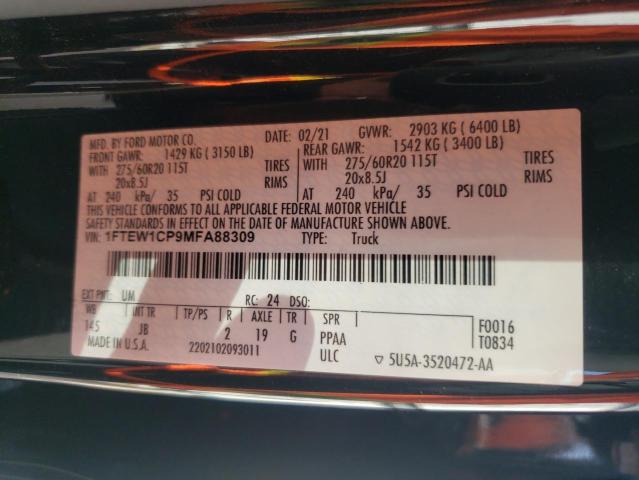 MFD. BY FORD MOTOR CO.
DATE: 02/21 GVWR: 2903 KG ( 6400 LB)
FRONT GAWR: 1429 KG ( 3150 LB) REAR GAWR: 1542 KG ( 3400 LB)
WITH 275/60R20 115T TIRES WITH 275/60R20 115T TIRES
20x8.5J RIMS 20x8.5J RIMS
AT 240 kPa/ 35 PSI COLD AT 240 kPa/ 35 PSI COLD
THIS VEHICLE CONFORMS TO ALL APPLICABLE FEDERAL MOTOR VEHICLE
SAFETY STANDARDS IN EFFECT ON THE DATE OF MANUFACTURE SHOWN ABOVE.
VIN: 1FTEW1CP9MFA88309 TYPE: Truck
EXT PNT: UM RC: 24 DSO:
WB INT TR TP/PS R AXLE TR SPR
145 JB 2 19 G PPAA F0016
MADE IN U.S.A. 2202102093011 ULC T0834
▽ 5U5A-3520472-AA